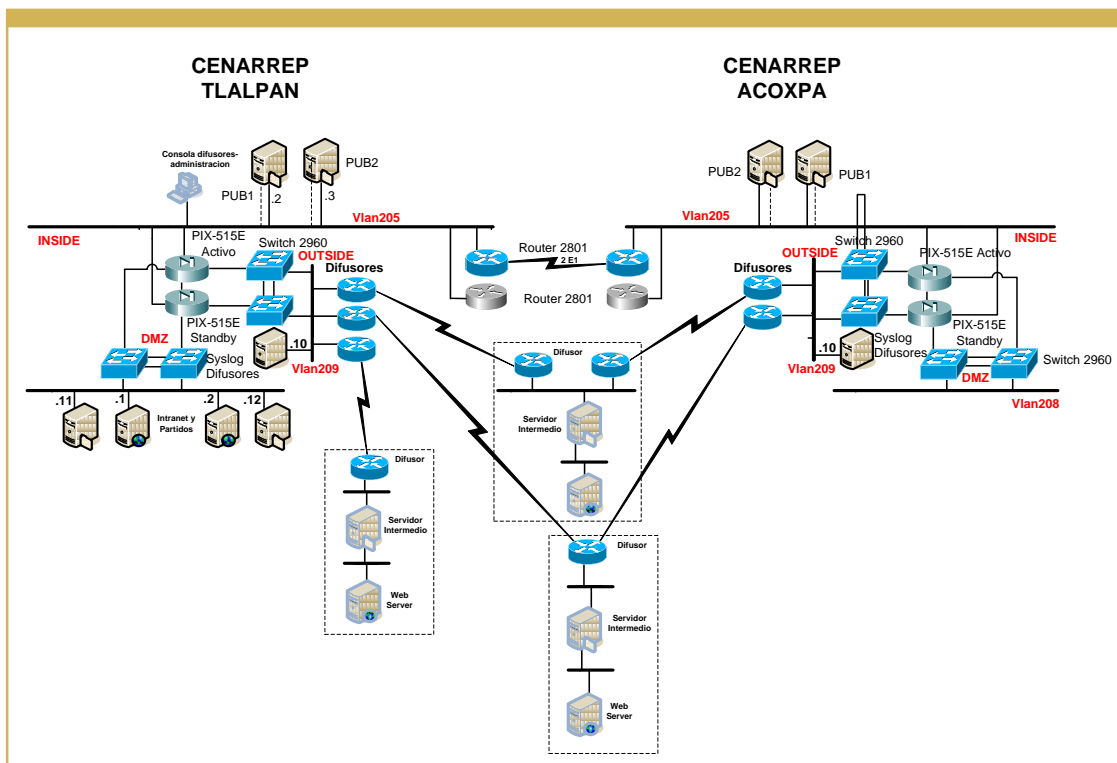 CENARREP
TLALPAN
CENARREP
ACOXPA
Consola difusores-
administracion
PUB1
.2
.3
PUB2
PUB2
PUB1
Vlan205
Vlan205
INSIDE
INSIDE
PIX-515E
Activo
Switch 2960
OUTSIDE
Difusores
Router 2801
2 E1
Router 2801
OUTSIDE
Switch 2960
PIX-515E Activo
Difusores
PIX-515E
Standby
DMZ
Syslog
Difusores
.10
Vlan209
.10
Vlan209
Syslog
Difusores
PIX-515E
Standby
Switch 2960
DMZ
Vlan208
.11
.1
.2
.12
Intranet y
Partidos
Difusor
Servidor
Intermedio
Difusor
Servidor
Intermedio
Web
Server
Difusor
Servidor
Intermedio
Web
Server